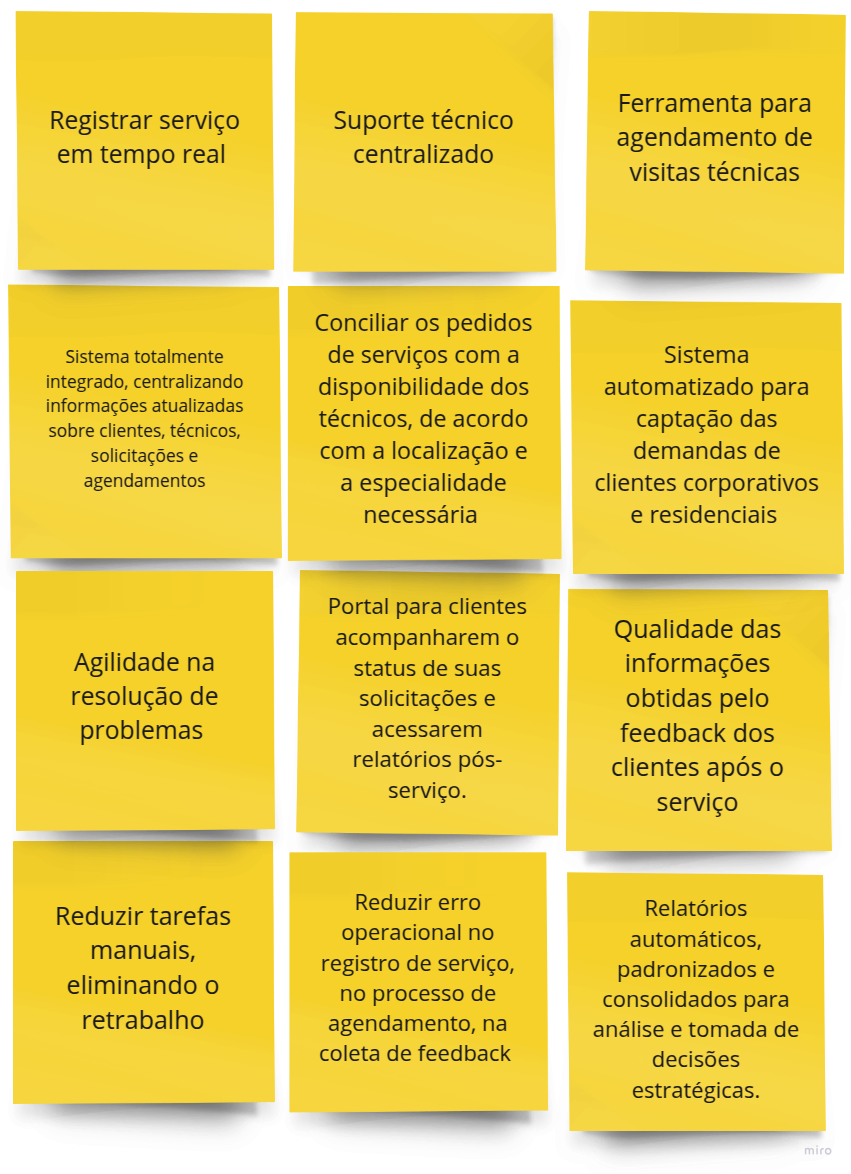 Registrar serviço
em tempo real
Suporte técnico
centralizado
Ferramenta para
agendamento de
visitas técnicas
Sistema totalmente
integrado, centralizando
informações atualizadas
sobre clientes, técnicos,
solicitações e
agendamentos
Conciliar os pedidos
de serviços com a
disponibilidade dos
técnicos, de acordo
com a localização e
a especialidade
necessária
Sistema
automatizado para
captação das
demandas de
clientes corporativos
e residenciais
Agilidade na
resolução de
problemas
Portal para clientes
acompanharem o
status de suas
solicitações e
acessarem
relatórios pós-
serviço.
Qualidade das
informações
obtidas pelo
feedback dos
clientes após o
serviço
Reduzir tarefas
manuais,
eliminando o
retrabalho
Reduzir erro
operacional no
registro de serviço,
no processo de
agendamento, na
coleta de feedback
Relatórios
automáticos,
padronizados e
consolidados para
análise e tomada de
decisões
estratégicas.
miro